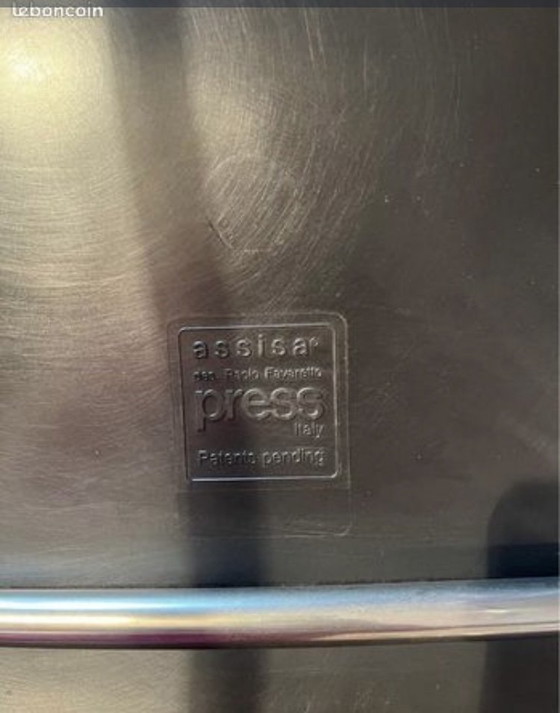 leboncoin
assisa
des. Paolo Favaretto
press
Italy
Patents pending